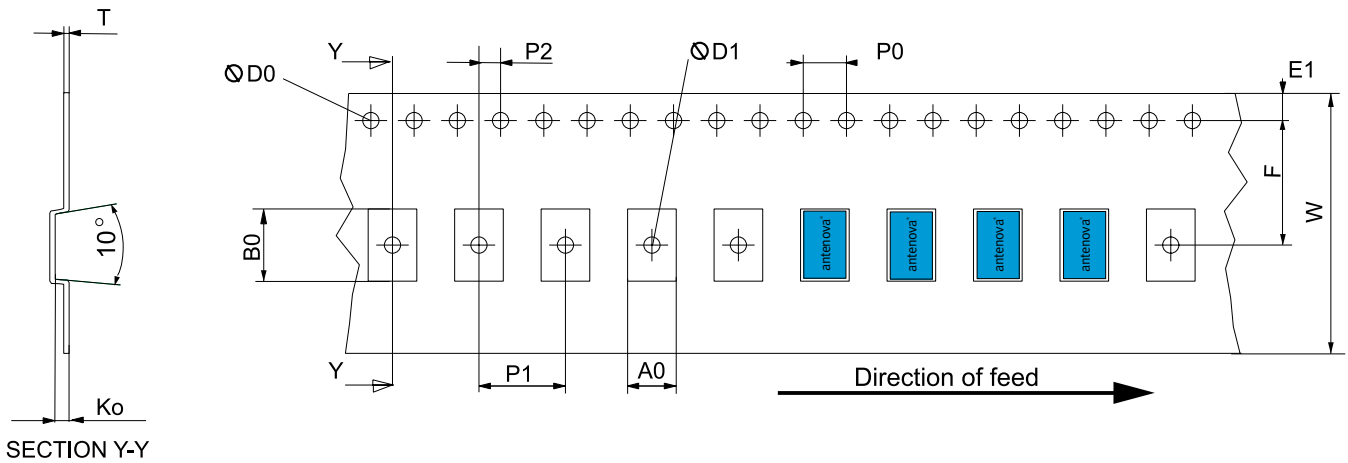 T
Y
P2
ØD1
P0
E1
ØD0
F
W
B0
10°
antenova®
antenova®
antenova®
antenova®
Y
P1
A0
Direction of feed
Ko
SECTION Y-Y